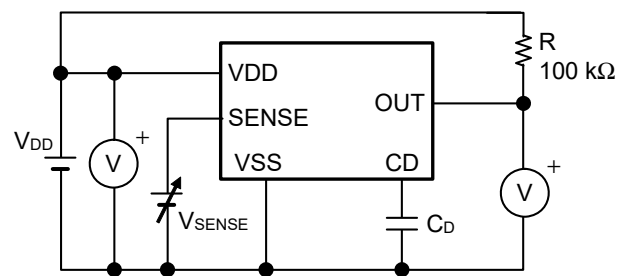 R
100 kΩ
VDD
OUT
SENSE
VDD
+
V
VSS
CD
+
V
VSENSE
CD